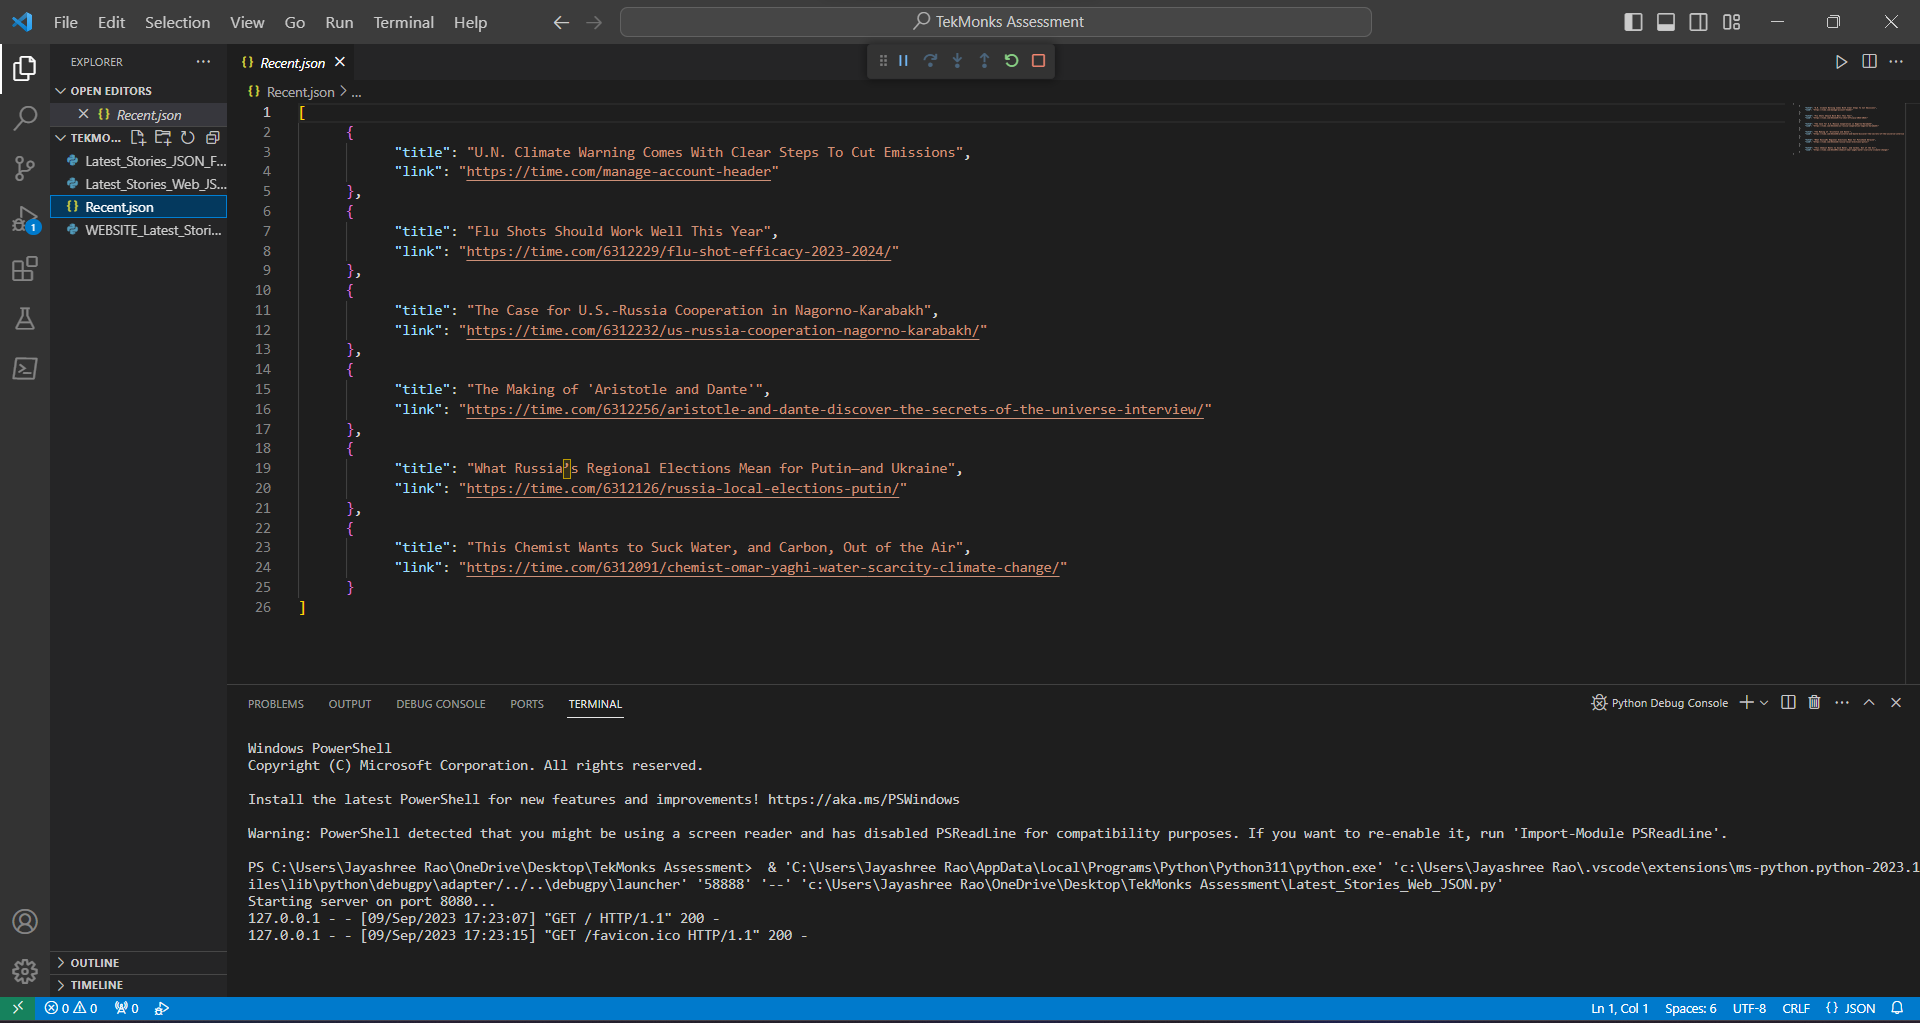 File Edit Selection View Go Run Terminal Help
TekMonks Assessment
EXPLORER
Recent.json
OPEN EDITORS
Recent.json
TEKMO...
Latest_Stories_JSON_F...
Latest_Stories_Web_JS...
Recent.json
WEBSITE_Latest_Stori...
1
OUTLINE
TIMELINE
Recent.json > ...
1 [
2 {
3 "title": "U.N. Climate Warning Comes With Clear Steps To Cut Emissions",
4 "link": "https://time.com/manage-account-header"
5 },
6 {
7 "title": "Flu Shots Should Work Well This Year",
8 "link": "https://time.com/6312229/flu-shot-efficacy-2023-2024/"
9 },
10 {
11 "title": "The Case for U.S.-Russia Cooperation in Nagorno-Karabakh",
12 "link": "https://time.com/6312232/us-russia-cooperation-nagorno-karabakh/"
13 },
14 {
15 "title": "The Making of 'Aristotle and Dante'",
16 "link": "https://time.com/6312256/aristotle-and-dante-discover-the-secrets-of-the-universe-interview/"
17 },
18 {
19 "title": "What Russia’s Regional Elections Mean for Putin—and Ukraine",
20 "link": "https://time.com/6312126/russia-local-elections-putin/"
21 },
22 {
23 "title": "This Chemist Wants to Suck Water, and Carbon, Out of the Air",
24 "link": "https://time.com/6312091/chemist-omar-yaghi-water-scarcity-climate-change/"
25 }
26 ]
PROBLEMS OUTPUT DEBUG CONSOLE PORTS TERMINAL
Python Debug Console
Windows PowerShell
Copyright (C) Microsoft Corporation. All rights reserved.
Install the latest PowerShell for new features and improvements! https://aka.ms/PSWindows
Warning: PowerShell detected that you might be using a screen reader and has disabled PSReadLine for compatibility purposes. If you want to re-enable it, run 'Import-Module PSReadLine'.
PS C:\Users\Jayashree Rao\OneDrive\Desktop\TekMonks Assessment>  & 'C:\Users\Jayashree Rao\AppData\Local\Programs\Python\Python311\python.exe' 'c:\Users\Jayashree Rao\.vscode\extensions\ms-python.python-2023.1
iles\lib\python\debugpy\adapter/../..\debugpy\launcher' '58888' '--' 'c:\Users\Jayashree Rao\OneDrive\Desktop\TekMonks Assessment\Latest_Stories_Web_JSON.py'
Starting server on port 8080...
127.0.0.1 - - [09/Sep/2023 17:23:07] "GET / HTTP/1.1" 200 -
127.0.0.1 - - [09/Sep/2023 17:23:15] "GET /favicon.ico HTTP/1.1" 200 -
0 0 0
Ln 1, Col 1 Spaces: 6 UTF-8 CRLF {} JSON